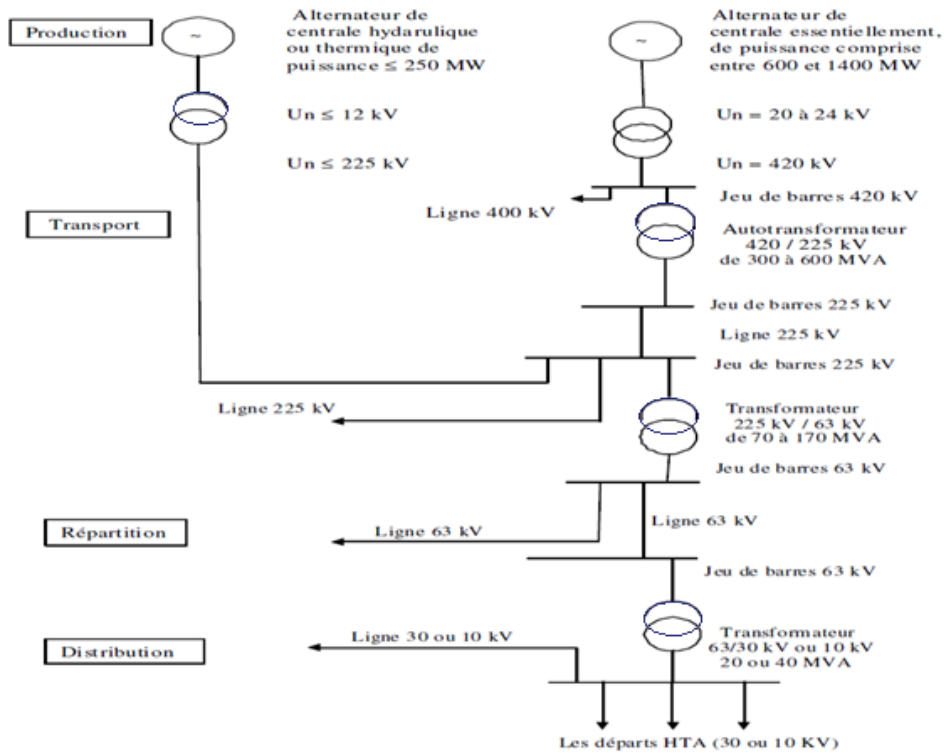 Production
~
Alternateur de
centrale hydarulique
ou thermique de
puissance ≤ 250 MW
~
Alternateur de
centrale essentiellement,
de puissance comprise
entre 600 et 1400 MW
Un ≤ 12 kV
Un = 20 à 24 kV
Un ≤ 225 kV
Un = 420 kV
Jeu de barres 420 kV
Ligne 400 kV
Transport
Autotransformateur
420 / 225 kV
de 300 à 600 MVA
Jeu de barres 225 kV
Ligne 225 kV
Jeu de barres 225 kV
Ligne 225 kV
Transformateur
225 kV / 63 kV
de 70 à 170 MVA
Jeu de barres 63 kV
Répartition
Ligne 63 kV
Ligne 63 kV
Jeu de barres 63 kV
Distribution
Ligne 30 ou 10 kV
Transformateur
63/30 kV ou 10 kV
20 ou 40 MVA
Les départs HTA (30 ou 10 KV)